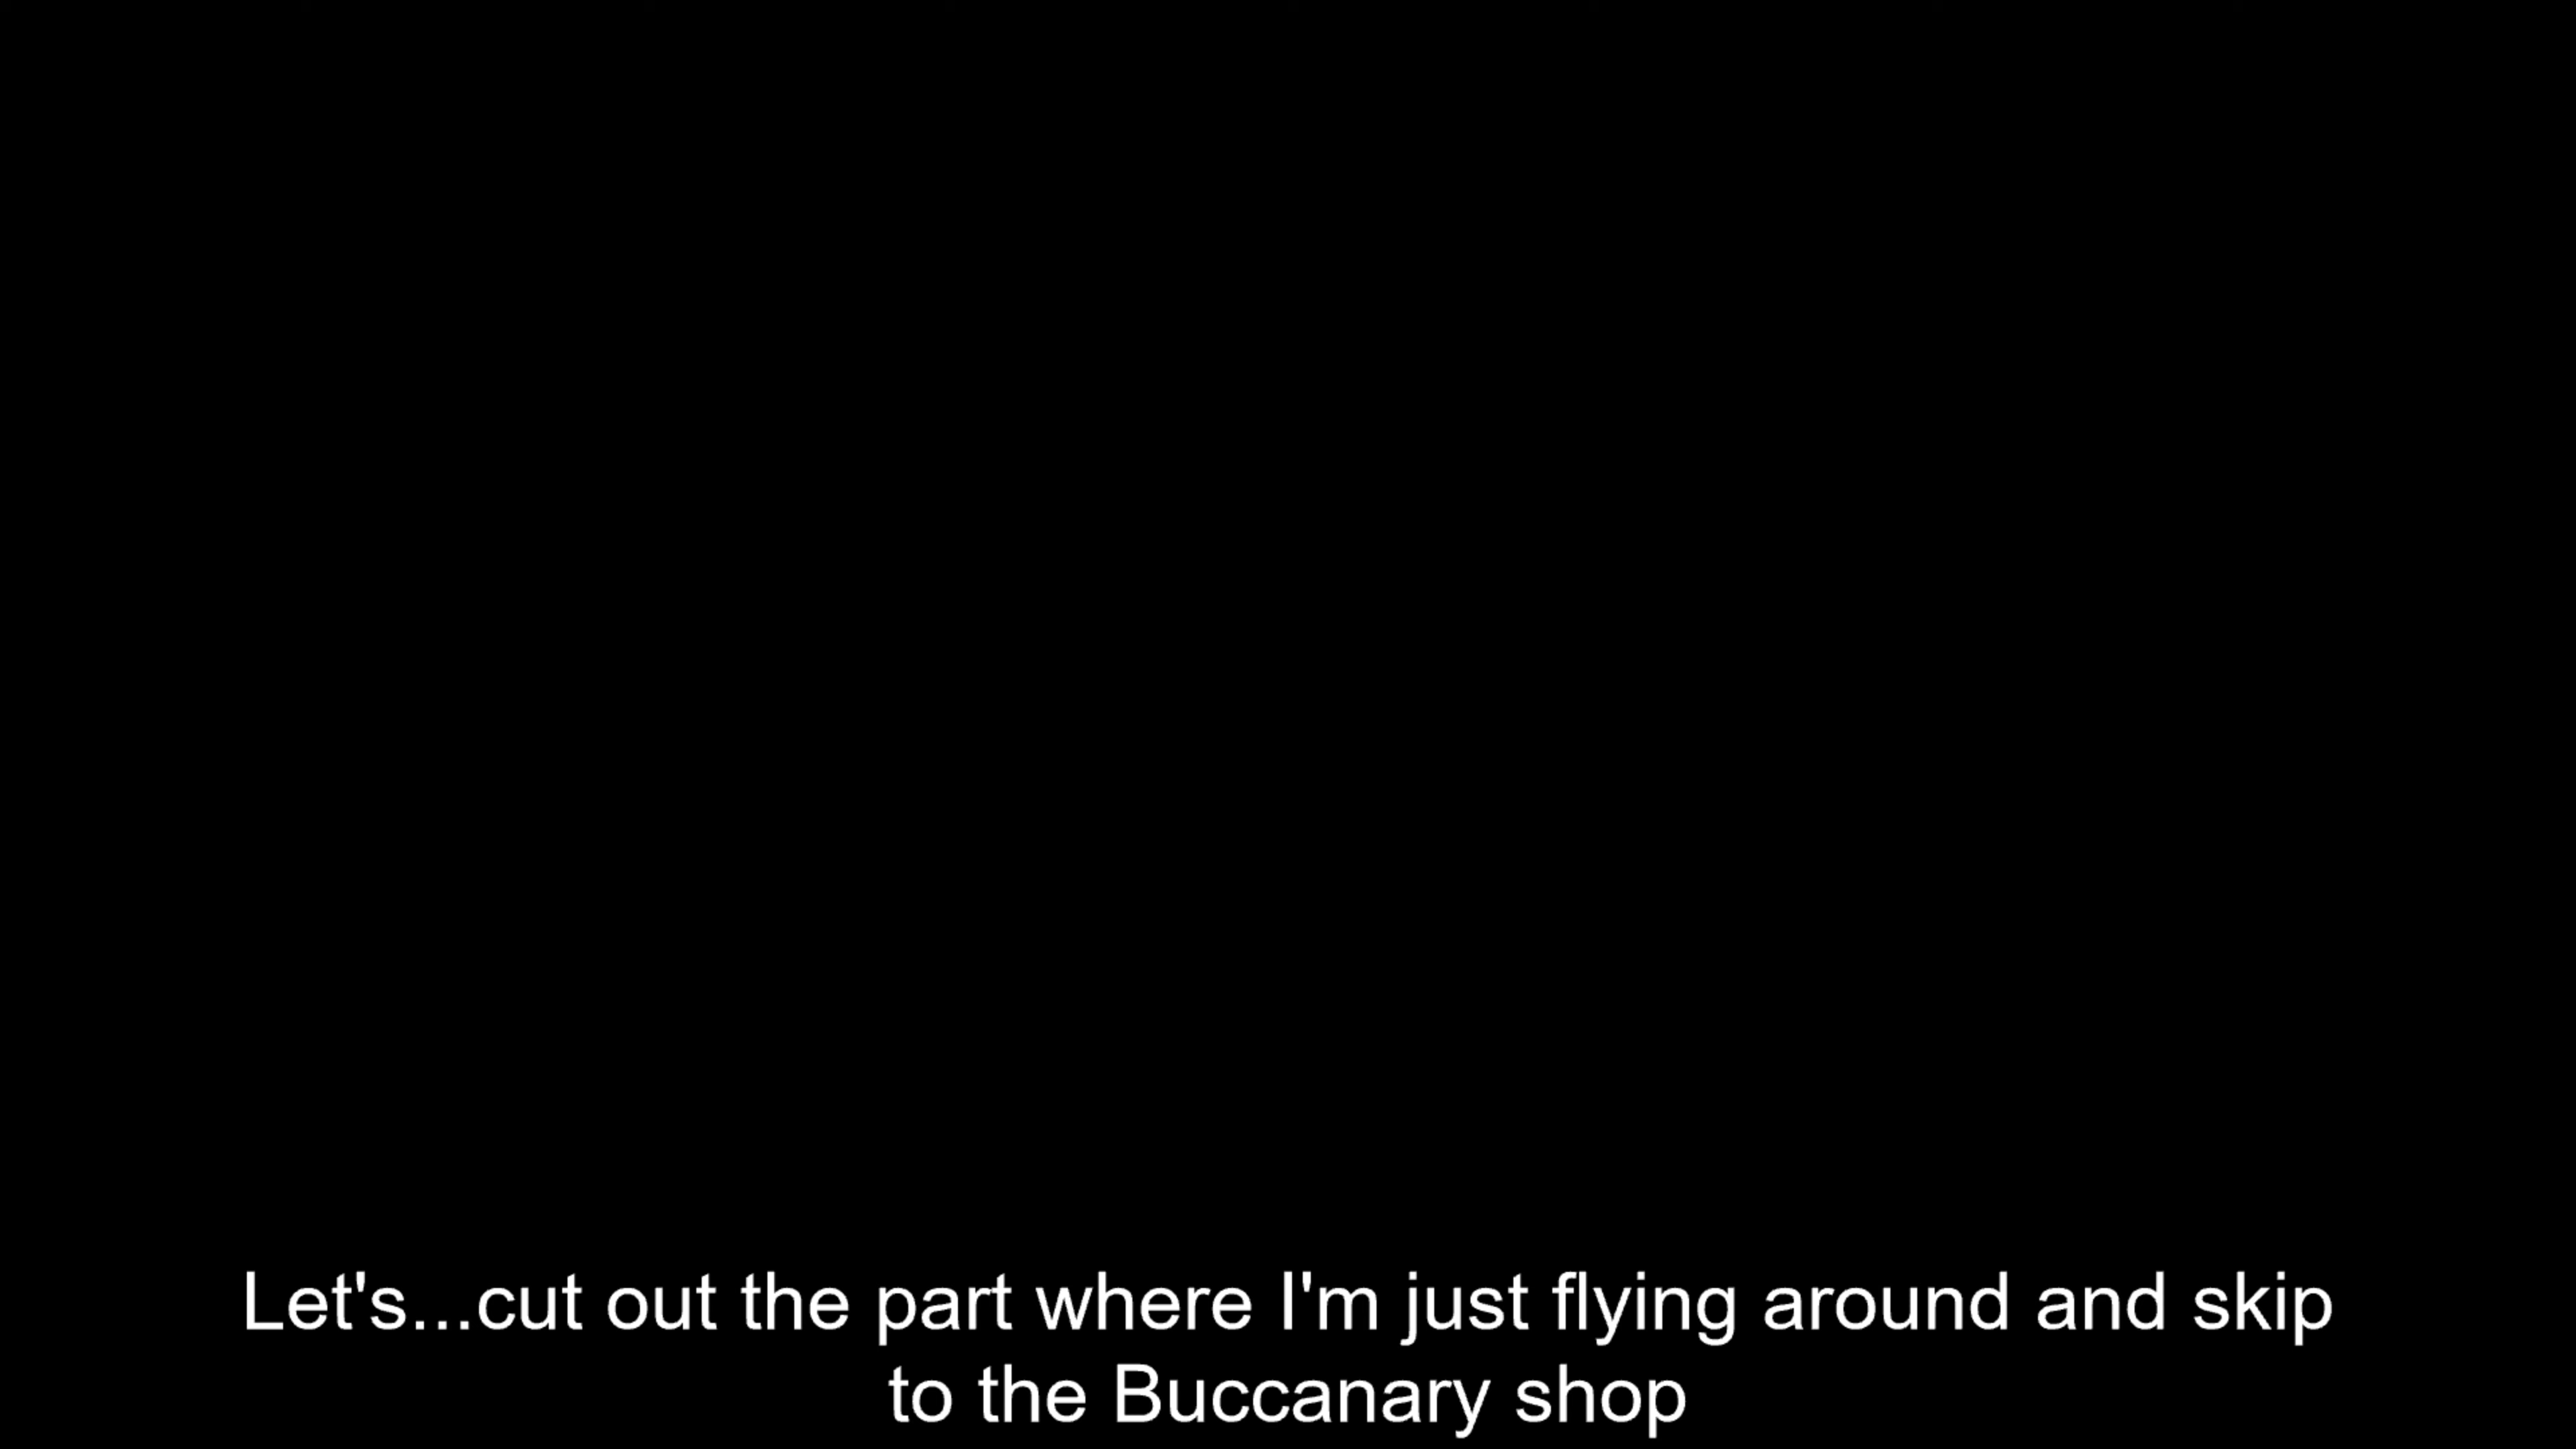 Let's...cut out the part where I'm just flying around and skip
to the Buccanary shop